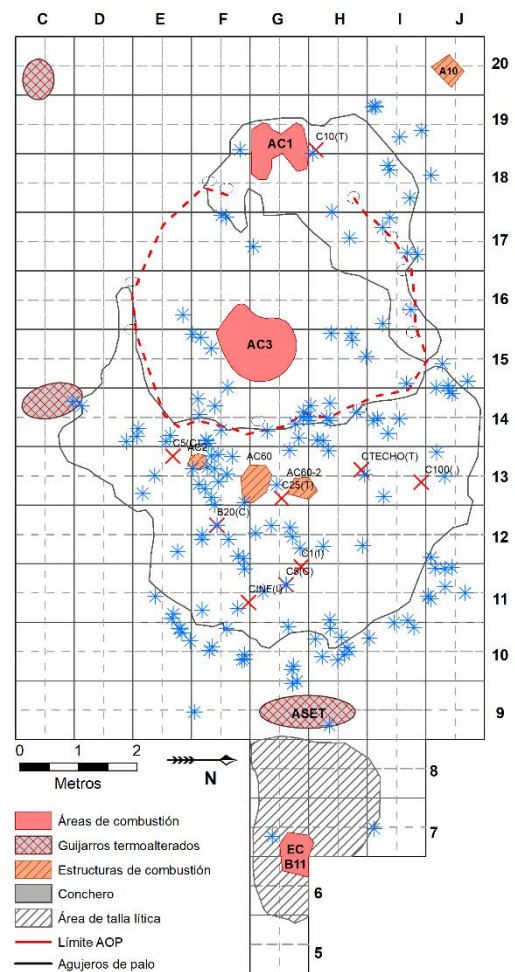 C D E F G H I J
20
A10
19
AC1
C10(T)
18
17
16
AC3
15
14
C5(C)
AC2
AC60
CTECHO(T)
AC60-2
13
C25(T)
C100(.)
B20(C)
12
C1(I)
C8(C)
CINF(I)
11
10
ASET
9
0 1 2
Metros
N
8
7
EC
B11
6
5
Áreas de combustión
Guijarros termoalterados
Estructuras de combustión
Conchero
Área de talla lítica
Límite AOP
Agujeros de palo